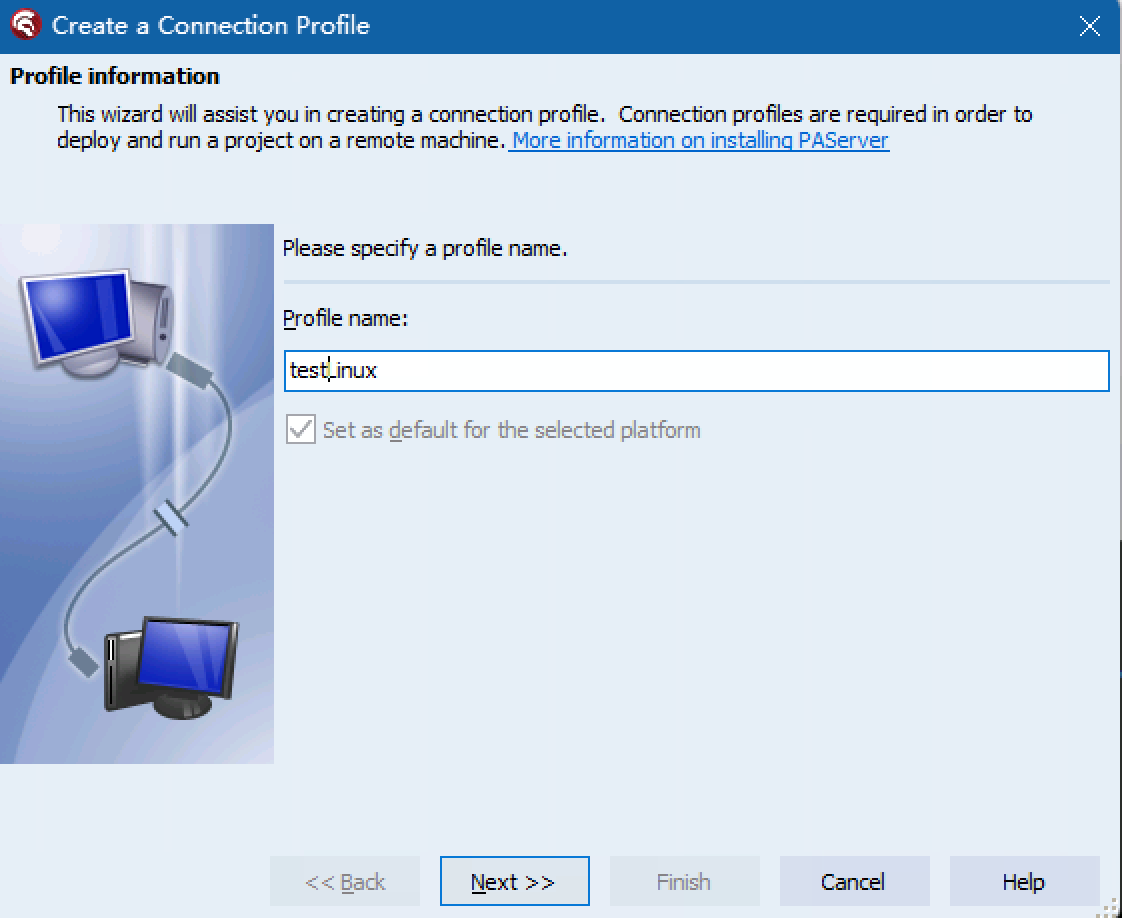 Create a Connection Profile
Profile information
This wizard will assist you in creating a connection profile.  Connection profiles are required in order to
deploy and run a project on a remote machine. More information on installing PAServer
Please specify a profile name.
Profile name:
testLinux
Set as default for the selected platform
<< Back
Next >>
Finish
Cancel
Help